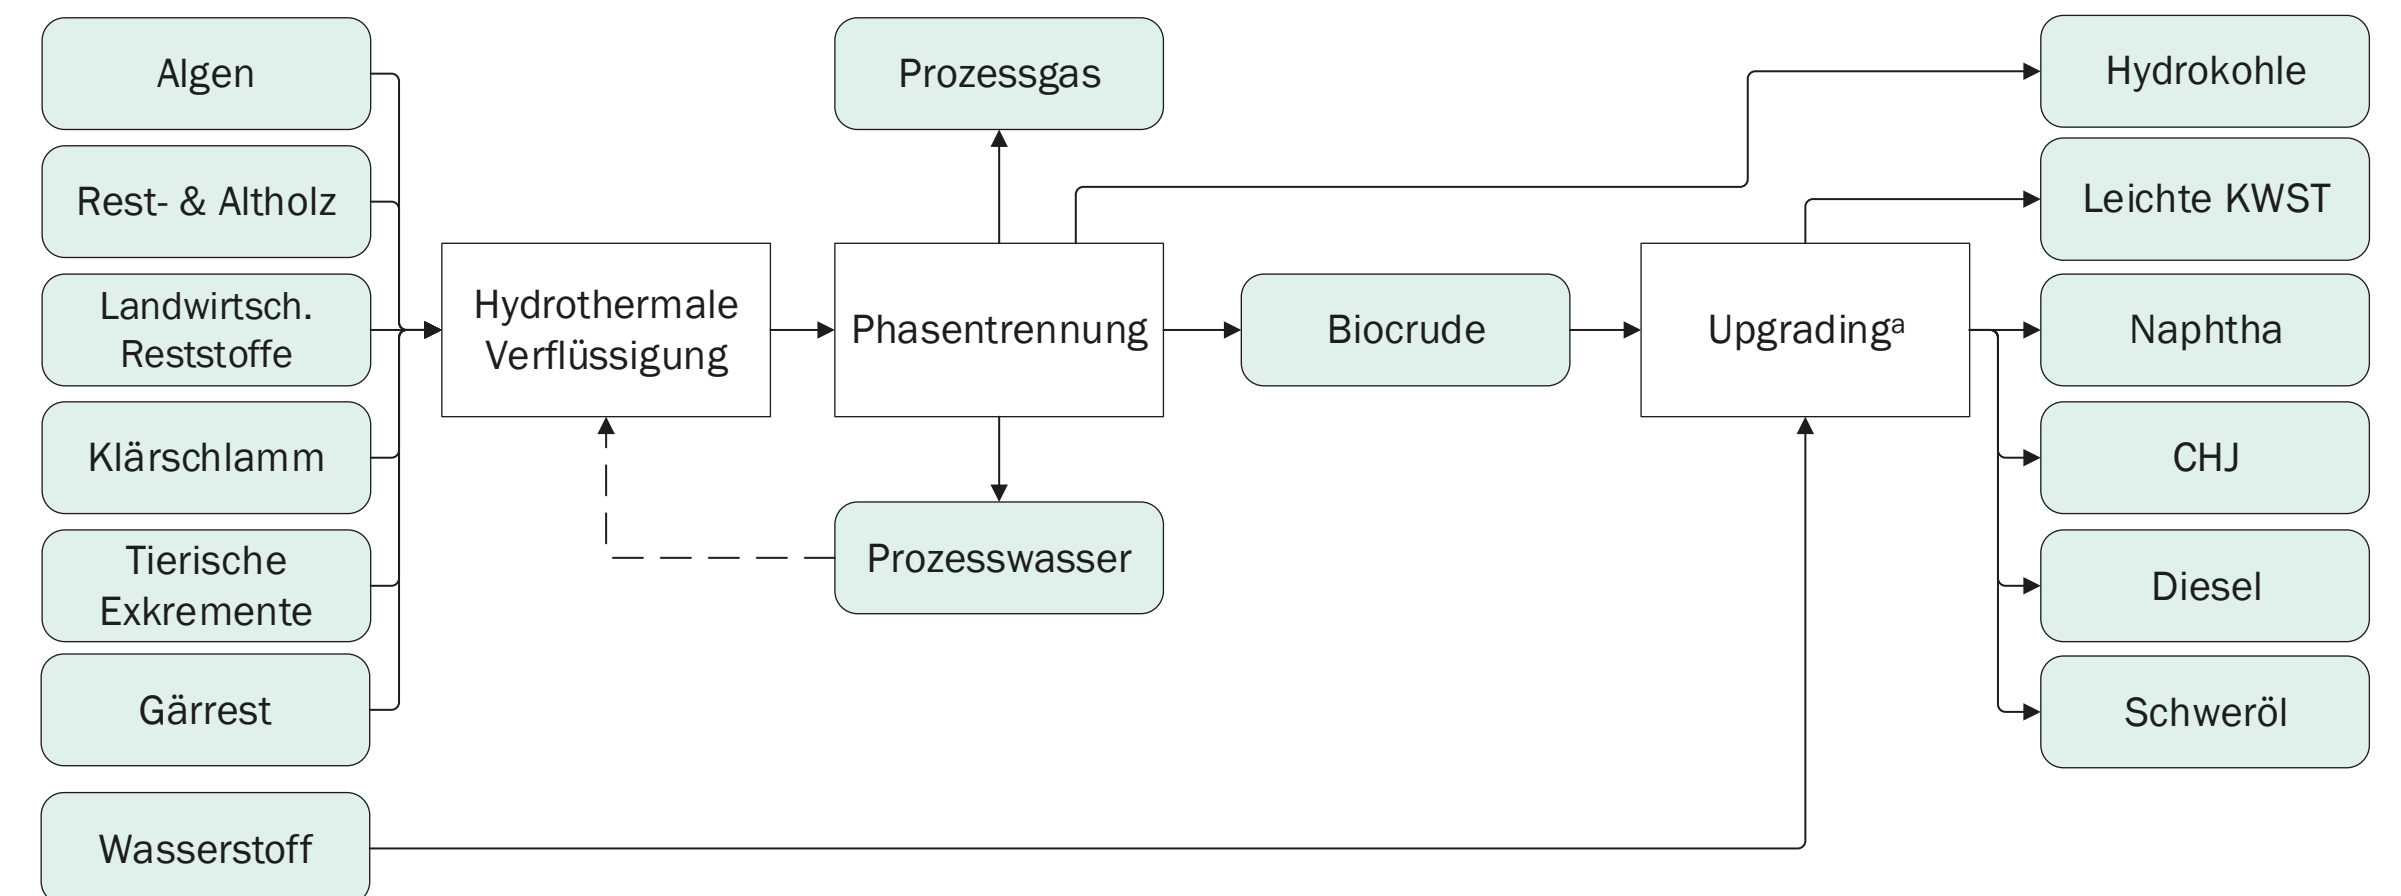 Algen
Rest- & Altholz
Landwirtsch.
Reststoffe
Klärschlamm
Tierische
Exkremente
Gärrest
Wasserstoff
Hydrothermale
Verflüssigung
Prozessgas
Phasentrennung
Prozesswasser
Biocrude
Upgradingᵃ
Hydrokohle
Leichte KWST
Naphtha
CHJ
Diesel
Schweröl